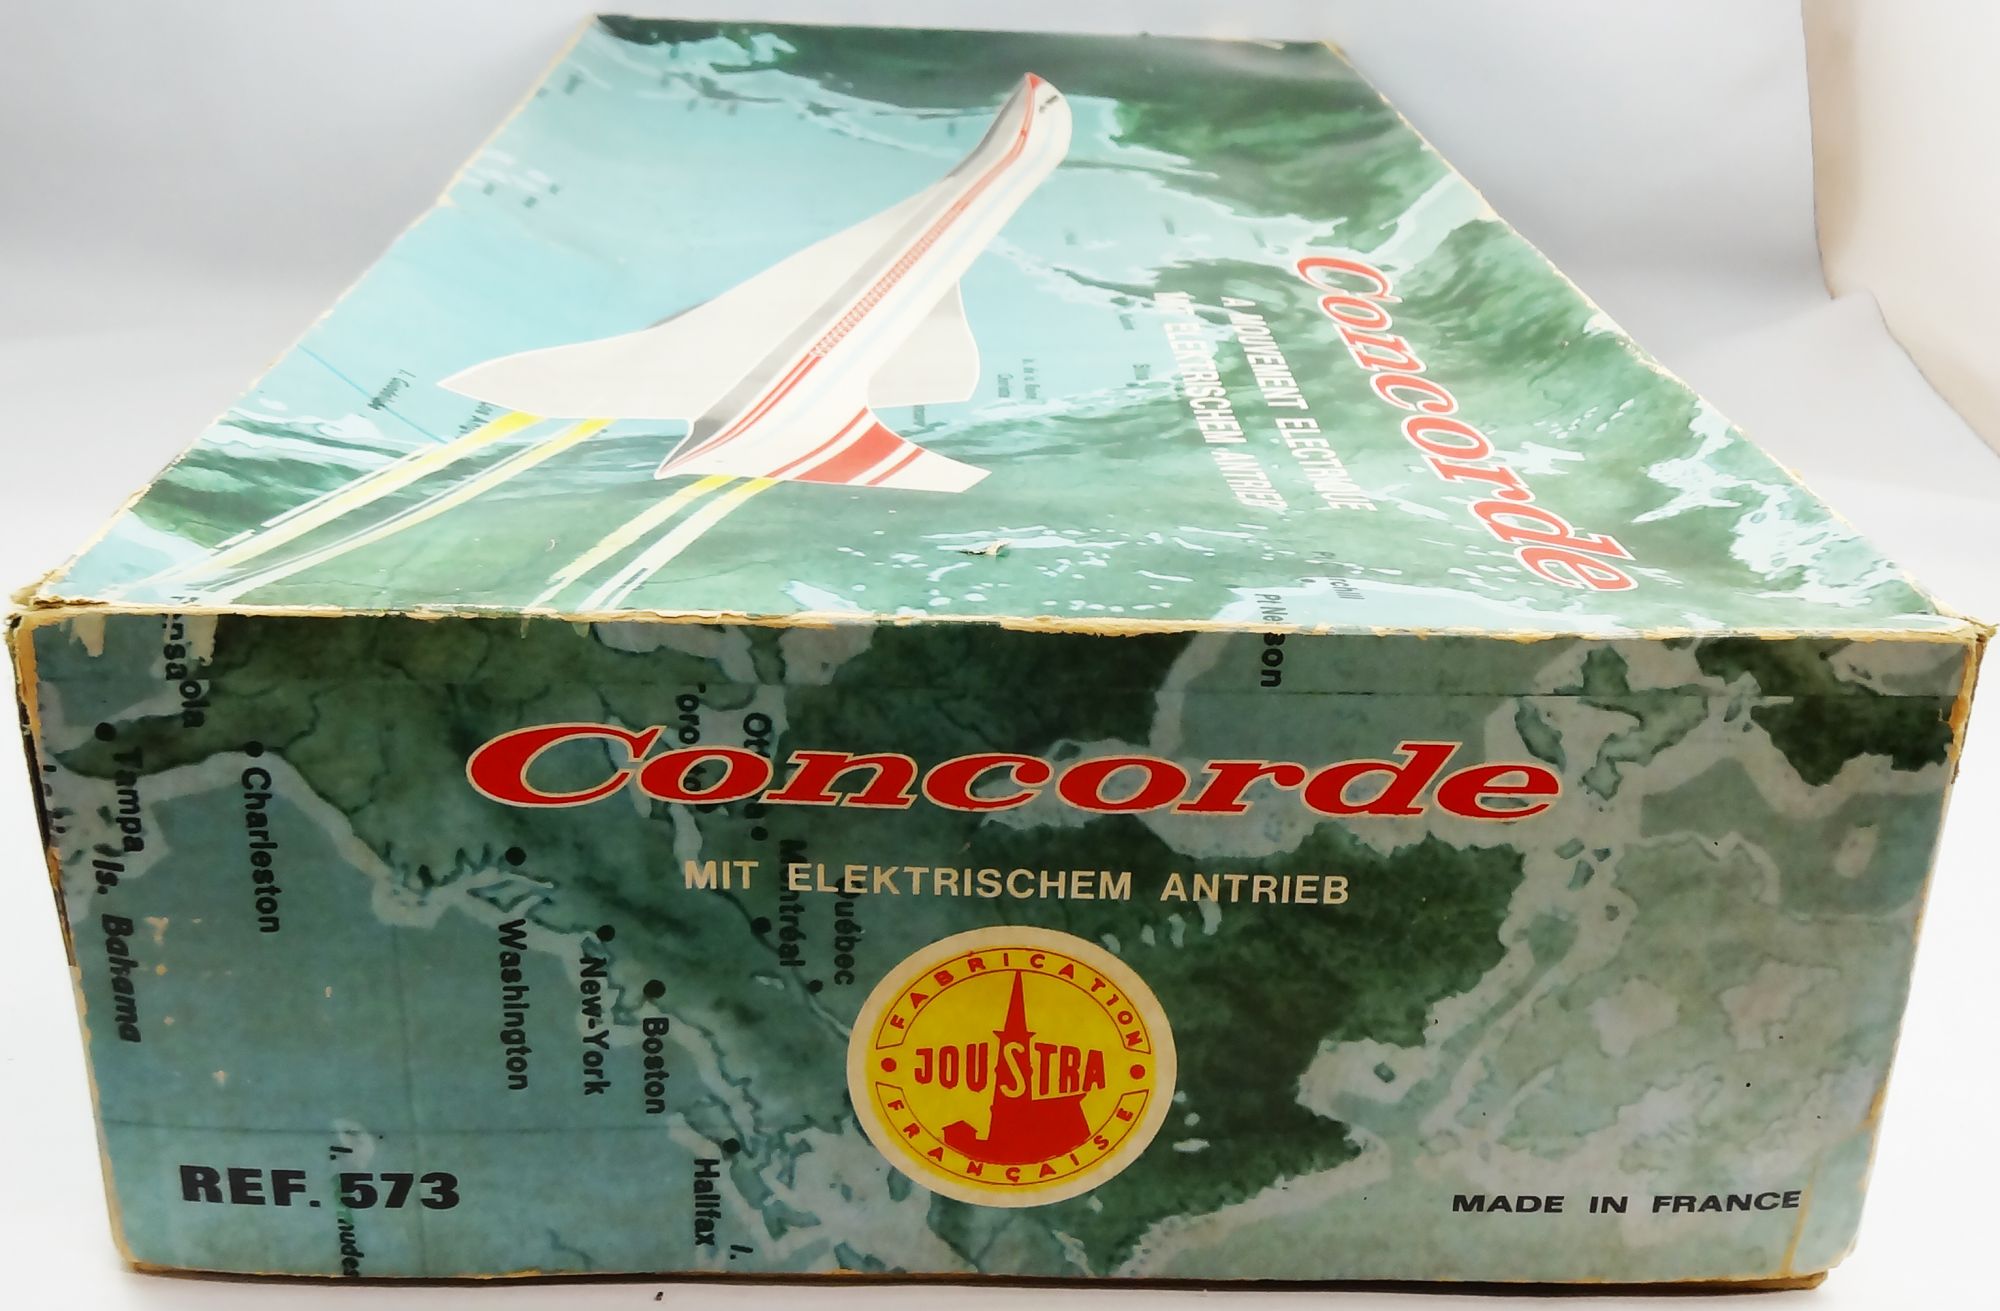 Concorde
A MOUVEMENT ELECTRIQUE
MIT ELEKTRISCHEM ANTRIEB
Concorde
MIT ELEKTRISCHEM ANTRIEB
FABRICATION
JOUSTRA
FRANÇAISE
REF. 573
MADE IN FRANCE
Tampa
Is. Bahama
Charleston
Washington
New-York
Boston
Halifax
Montréal
Québec